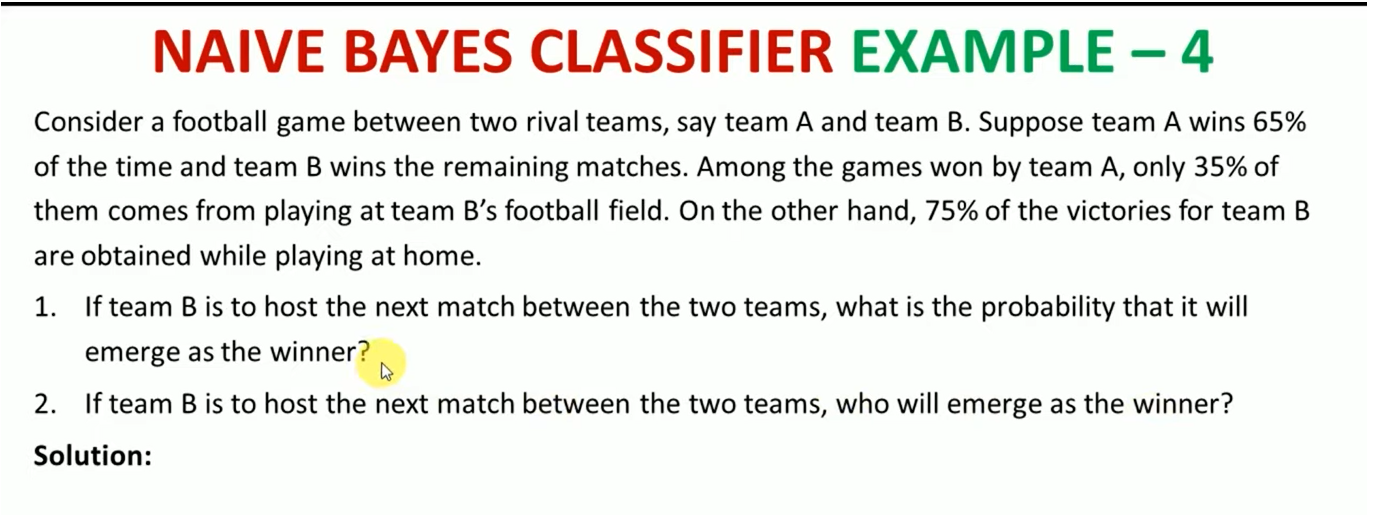 NAIVE BAYES CLASSIFIER EXAMPLE – 4
Consider a football game between two rival teams, say team A and team B. Suppose team A wins 65%
of the time and team B wins the remaining matches. Among the games won by team A, only 35% of
them comes from playing at team B’s football field. On the other hand, 75% of the victories for team B
are obtained while playing at home.
1. If team B is to host the next match between the two teams, what is the probability that it will
emerge as the winner?
2. If team B is to host the next match between the two teams, who will emerge as the winner?
Solution: